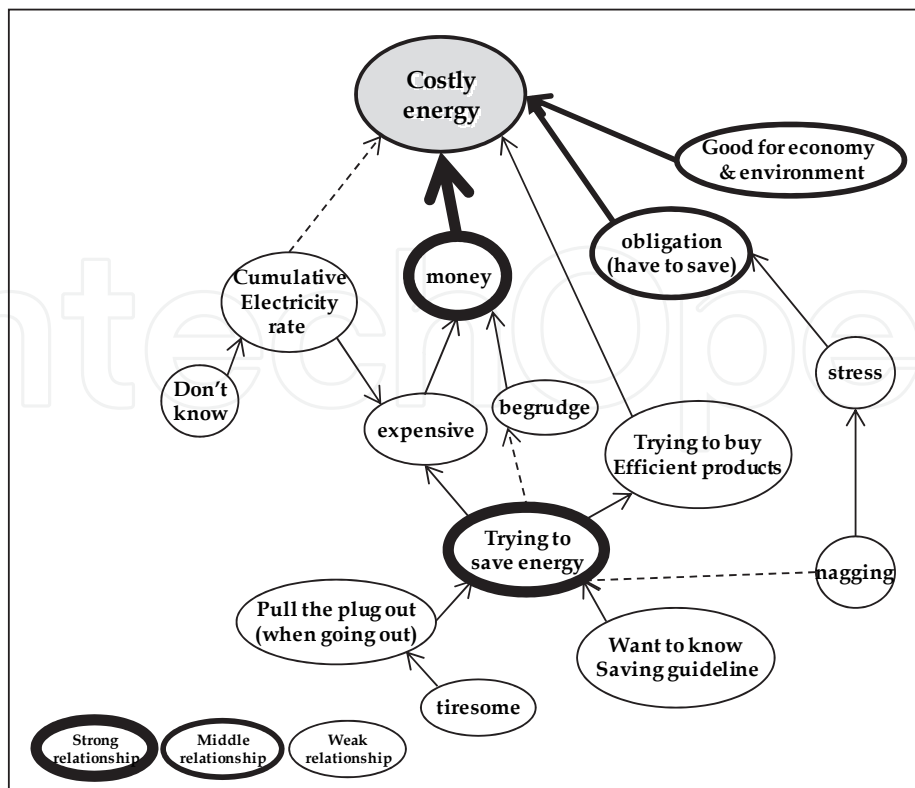 Costly
energy
Good for economy
& environment
obligation
(have to save)
money
Cumulative
Electricity
rate
Don't
know
stress
expensive
begrudge
Trying to buy
Efficient products
Trying to
save energy
nagging
Pull the plug out
(when going out)
Want to know
Saving guideline
tiresome
Strong
relationship
Middle
relationship
Weak
relationship
ntechOpe